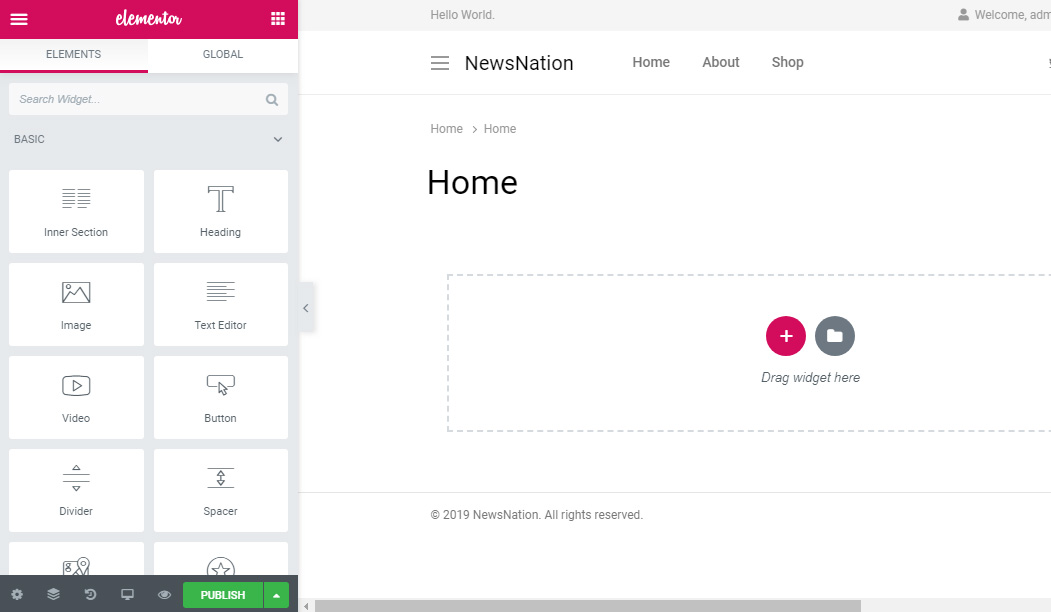 elementor
ELEMENTS GLOBAL
Search Widget...
BASIC
Inner Section Heading
Image Text Editor
Video Button
Divider Spacer
PUBLISH
Hello World. Welcome, adm
NewsNation Home About Shop
Home Home
Home
Drag widget here
© 2019 NewsNation. All rights reserved.